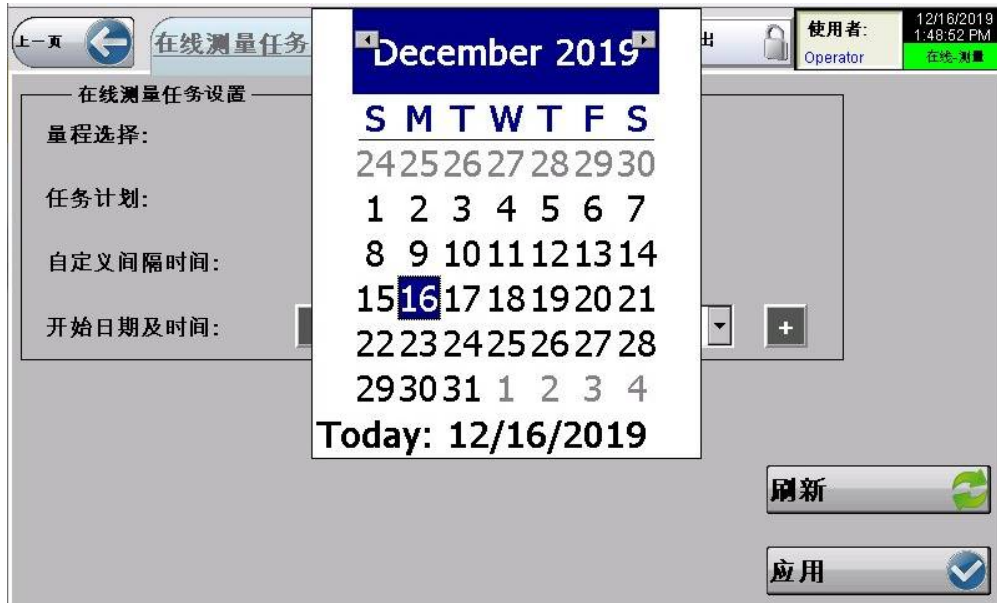 上一页
在线测量任务
出
使用者:
Operator
12/16/2019
1:48:52 PM
在线-测量
December 2019
S M T W T F S
24 25 26 27 28 29 30
1 2 3 4 5 6 7
8 9 10 11 12 13 14
15 16 17 18 19 20 21
22 23 24 25 26 27 28
29 30 31 1 2 3 4
Today: 12/16/2019
在线测量任务设置
量程选择:
任务计划:
自定义间隔时间:
开始日期及时间:
+
刷新
应用